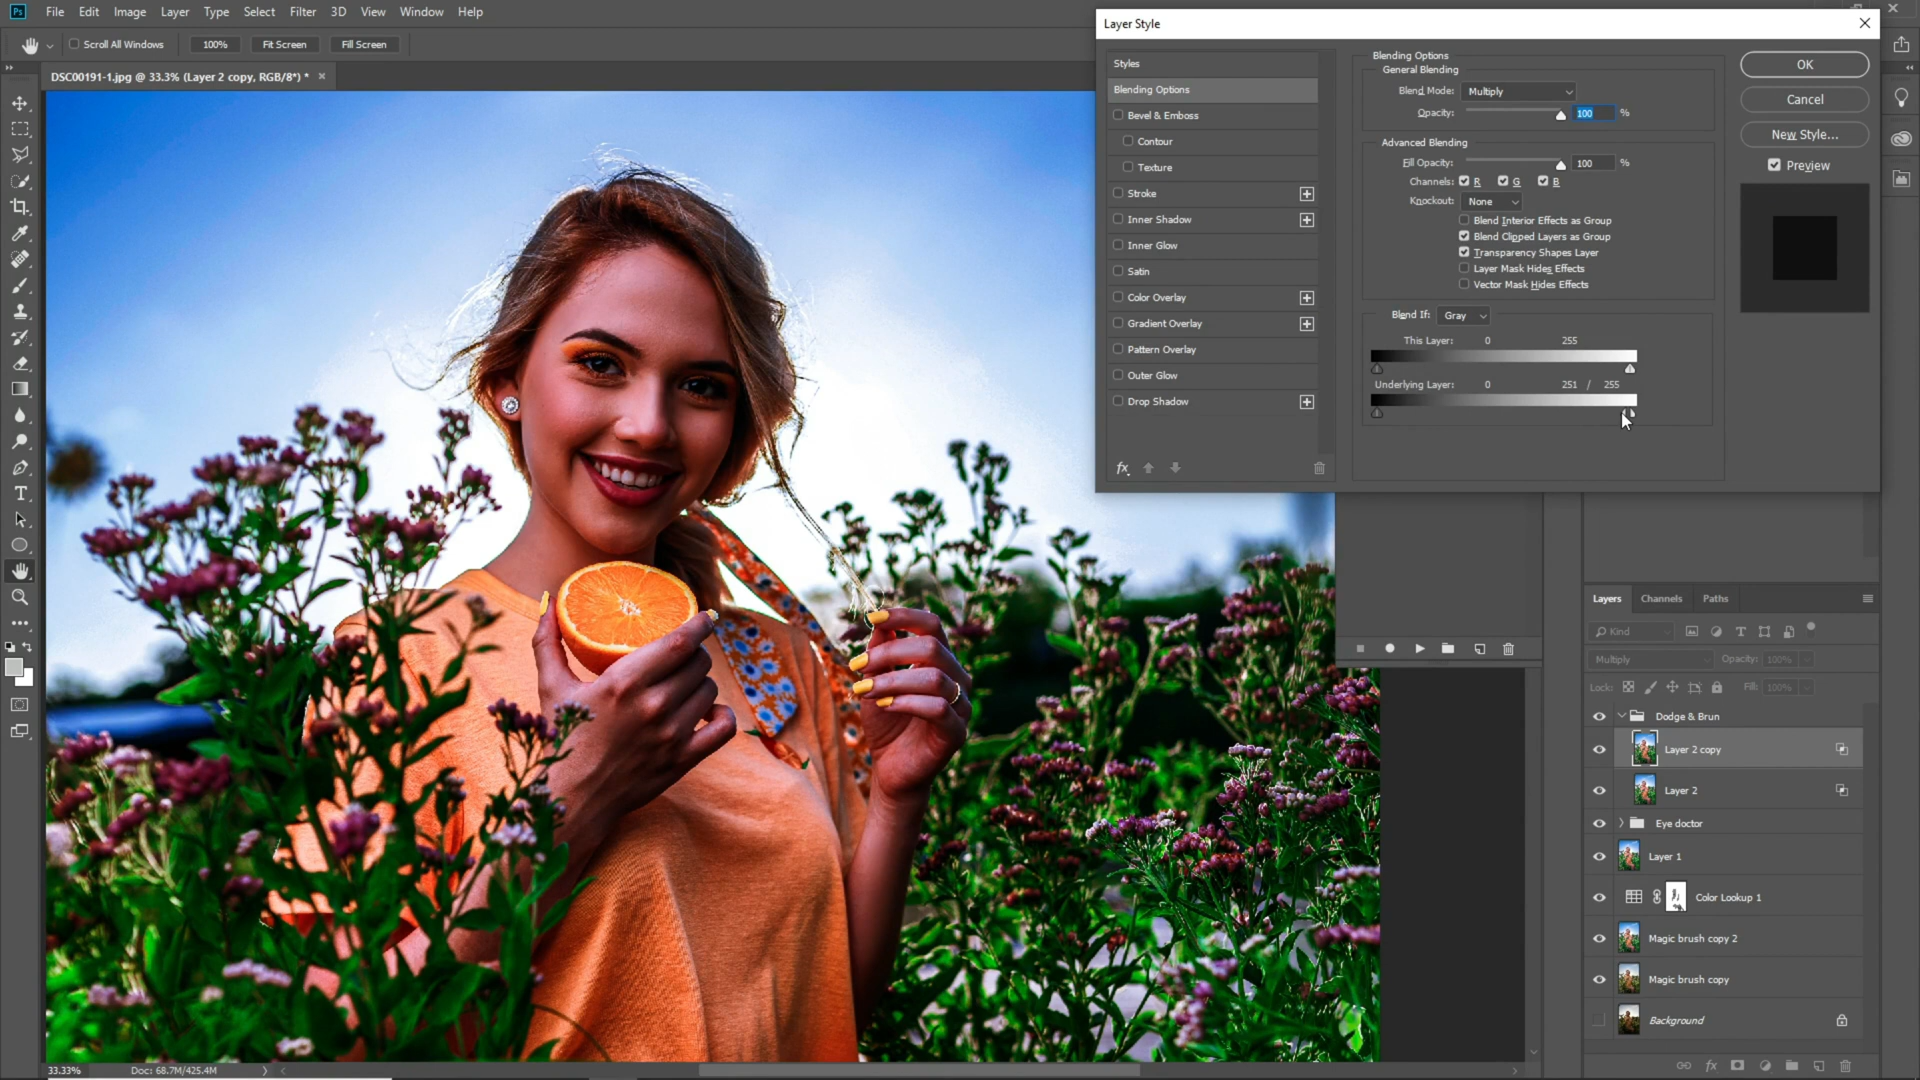 Ps File Edit Image Layer Type Select Filter 3D View Window Help
Scroll All Windows 100% Fit Screen Fill Screen
DSC00191-1.jpg @ 33.3% (Layer 2 copy, RGB/8*) *
Layer Style
Styles
Blending Options
Bevel & Emboss
Contour
Texture
Stroke
Inner Shadow
Inner Glow
Satin
Color Overlay
Gradient Overlay
Pattern Overlay
Outer Glow
Drop Shadow
fx
Blending Options
General Blending
Blend Mode: Multiply
Opacity: 100 %
Advanced Blending
Fill Opacity: 100 %
Channels: R G B
Knockout: None
Blend Interior Effects as Group
Blend Clipped Layers as Group
Transparency Shapes Layer
Layer Mask Hides Effects
Vector Mask Hides Effects
Blend If: Gray
This Layer: 0 255
Underlying Layer: 0 251 / 255
OK
Cancel
New Style...
Preview
Layers Channels Paths
Kind
Multiply Opacity: 100%
Lock: Fill: 100%
Dodge & Brun
Layer 2 copy
Layer 2
Eye doctor
Layer 1
Color Lookup 1
Magic brush copy 2
Magic brush copy
Background
fx
33.33% Doc: 68.7M/425.4M